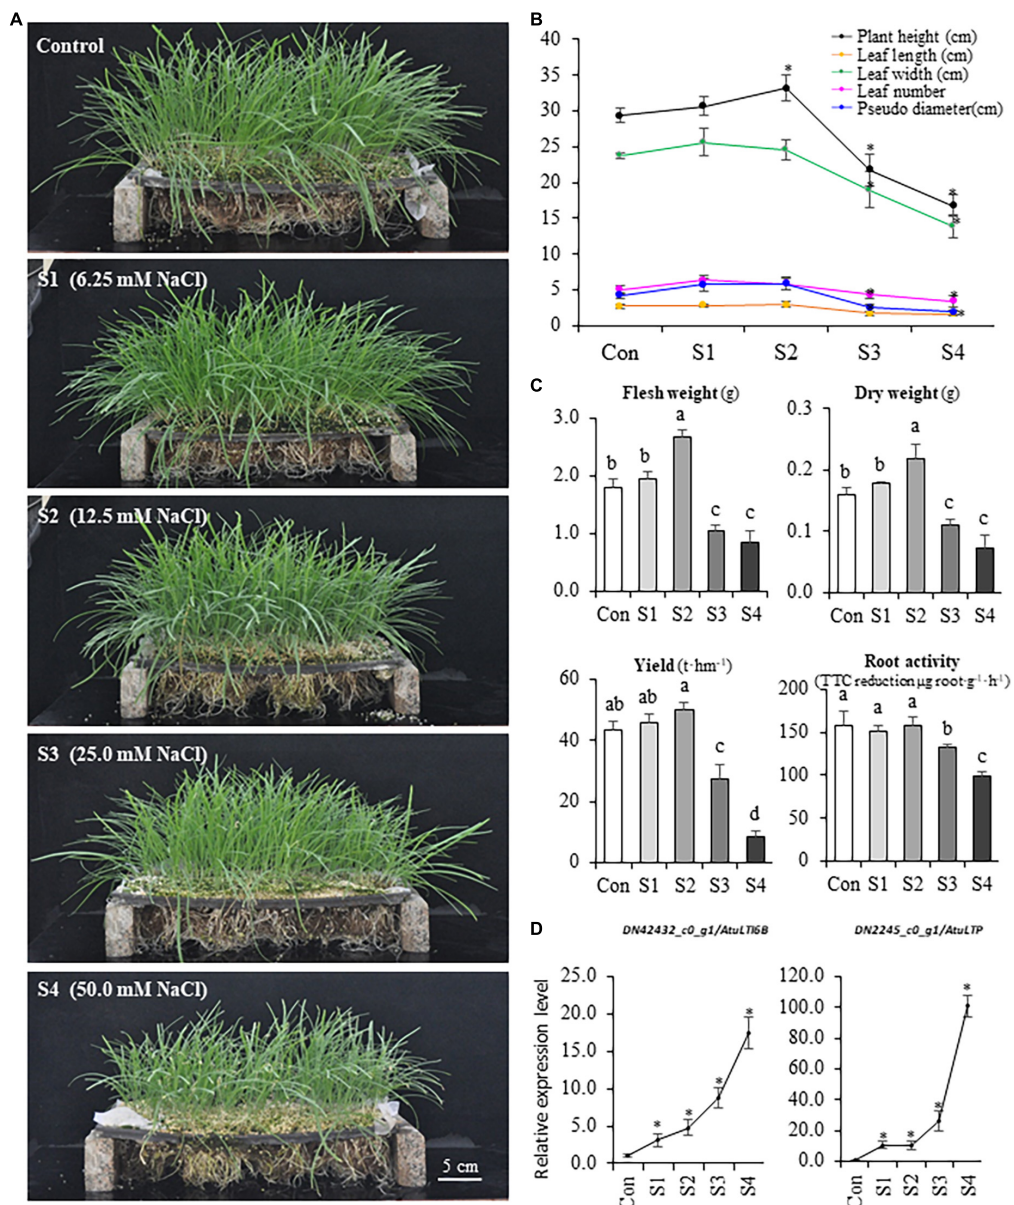 A
Control
S1 (6.25 mM NaCl)
S2 (12.5 mM NaCl)
S3 (25.0 mM NaCl)
S4 (50.0 mM NaCl)
5 cm
B
40
35
30
25
20
15
10
5
0
Con S1 S2 S3 S4
Plant height (cm)
Leaf length (cm)
Leaf width (cm)
Leaf number
Pseudo diameter(cm)
* * * * * * * *
C
Flesh weight (g)
3.0
2.0
1.0
0.0
b b a c c
Con S1 S2 S3 S4
Dry weight (g)
0.3
0.2
0.1
0.0
b b a c c
Con S1 S2 S3 S4
Yield (t·hm⁻¹)
60
40
20
0
ab ab a c d
Con S1 S2 S3 S4
Root activity
(TTC reduction μg root·g⁻¹·h⁻¹)
200
150
100
50
0
a a a b c
Con S1 S2 S3 S4
D
DN42432_c0_g1/AtuLTI6B
Relative expression level
25.0
20.0
15.0
10.0
5.0
0.0
* * * *
Con S1 S2 S3 S4
DN2245_c0_g1/AtuLTP
120.0
100.0
80.0
60.0
40.0
20.0
0.0
* * * *
Con S1 S2 S3 S4